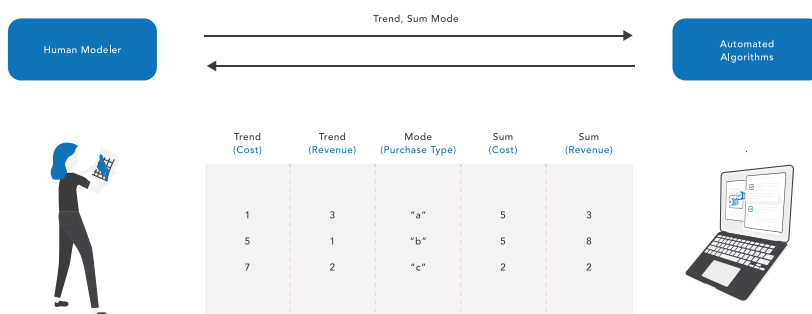 Trend, Sum Mode
Human Modeler
Automated
Algorithms
Trend Trend Mode Sum Sum
(Cost) (Revenue) (Purchase Type) (Cost) (Revenue)
1 3 "a" 5 3
5 1 "b" 5 8
7 2 "c" 2 2